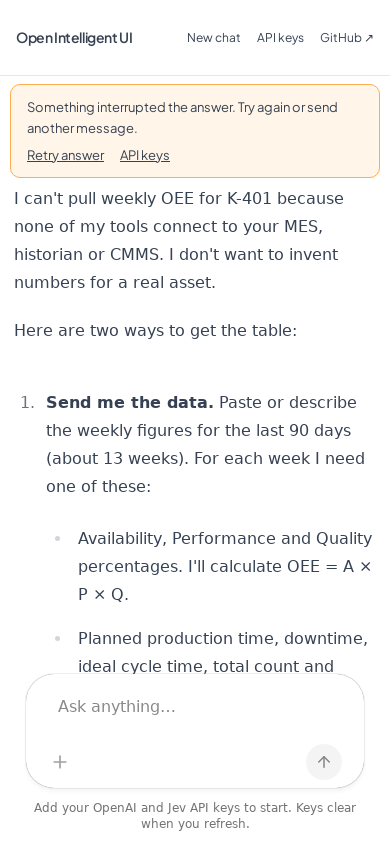 Open Intelligent UI
New chat
API keys
GitHub ↗
Something interrupted the answer. Try again or send
another message.
Retry answer
API keys
I can't pull weekly OEE for K-401 because
none of my tools connect to your MES,
historian or CMMS. I don't want to invent
numbers for a real asset.
Here are two ways to get the table:
1. Send me the data. Paste or describe
the weekly figures for the last 90 days
(about 13 weeks). For each week I need
one of these:
• Availability, Performance and Quality
percentages. I'll calculate OEE = A ×
P × Q.
• Planned production time, downtime,
ideal cycle time, total count and
Ask anything...
Add your OpenAI and Jev API keys to start. Keys clear
when you refresh.